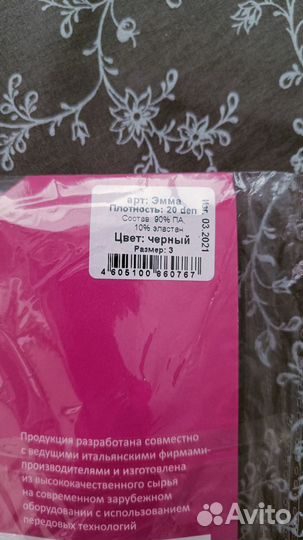 арт: Эмма
Плотность: 20 den
Состав: 90% ПА,
10% эластан
Цвет: черный
Размер: 3
4 605100 860767
Изг. 03.2021
Продукция разработана совместно
с ведущими итальянскими фирмами-
производителями и изготовлена
из высококачественного сырья
на современном зарубежном
оборудовании с использованием
передовых технологий
Avito